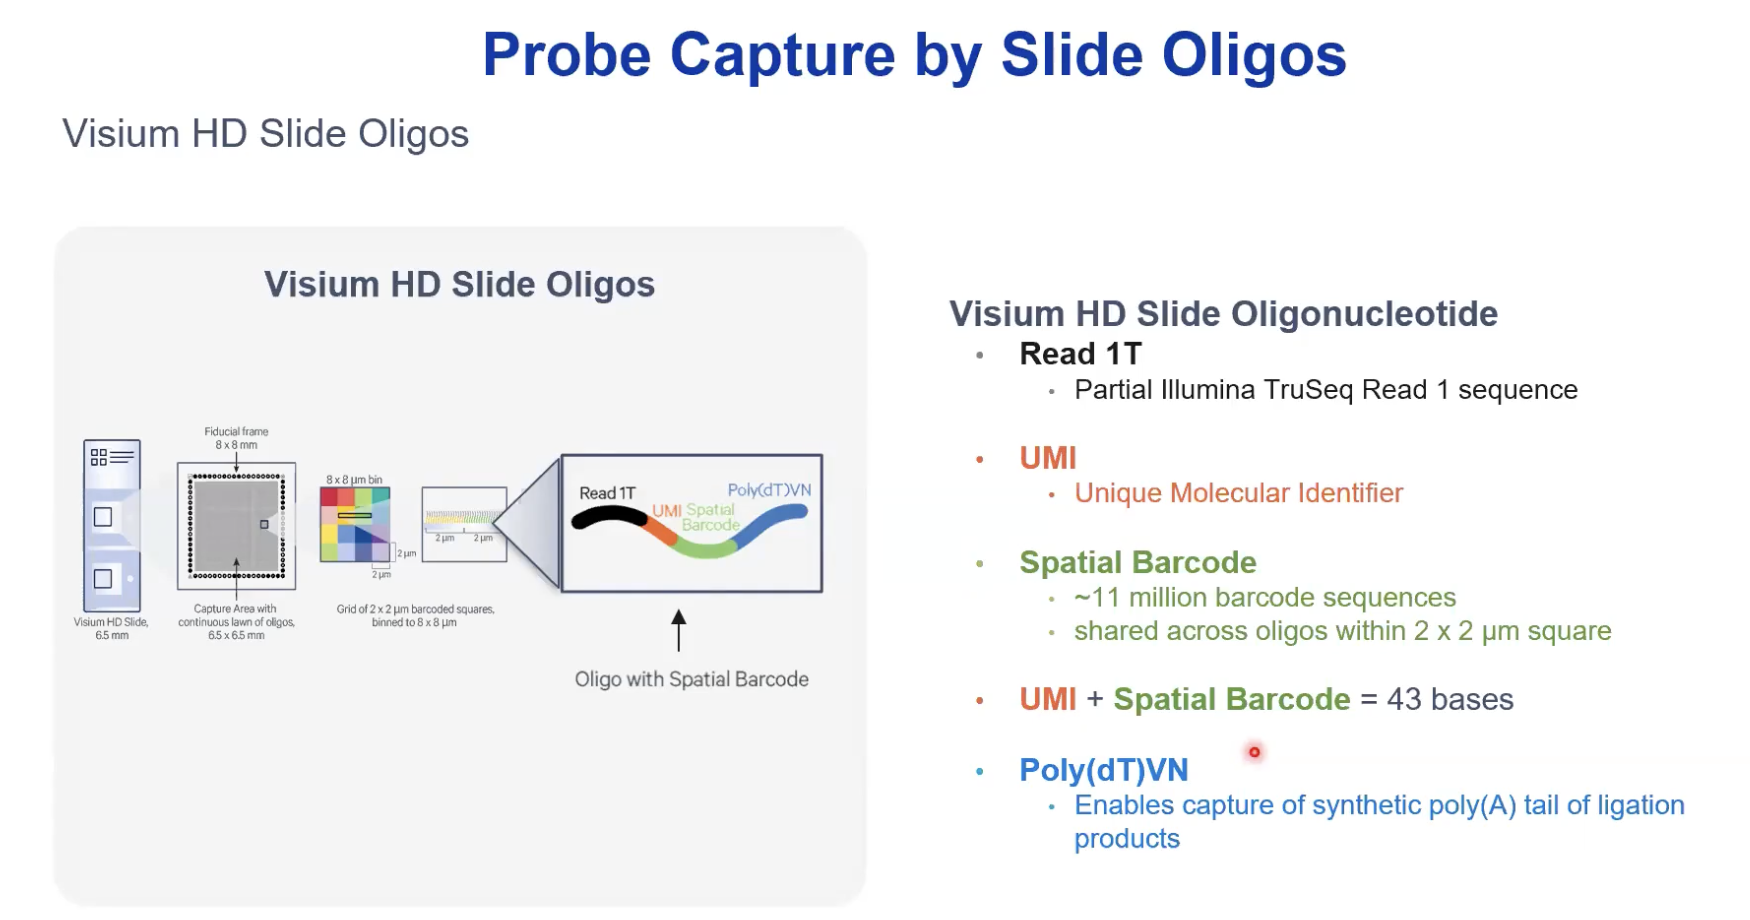 Probe Capture by Slide Oligos
Visium HD Slide Oligos
Visium HD Slide Oligos
Fiducial frame
8 x 8 mm
Capture Area with
continuous lawn of oligos,
6.5 x 6.5 mm
Visium HD Slide,
6.5 mm
8 x 8 µm bin
2 µm
2 µm
Grid of 2 x 2 µm barcoded squares,
binned to 8 x 8 µm
2 µm
2 µm
Read 1T
UMI
Spatial
Barcode
Poly(dT)VN
Oligo with Spatial Barcode
Visium HD Slide Oligonucleotide
• Read 1T
• Partial Illumina TruSeq Read 1 sequence
• UMI
• Unique Molecular Identifier
• Spatial Barcode
• ~11 million barcode sequences
• shared across oligos within 2 x 2 µm square
• UMI + Spatial Barcode = 43 bases
• Poly(dT)VN
• Enables capture of synthetic poly(A) tail of ligation
products